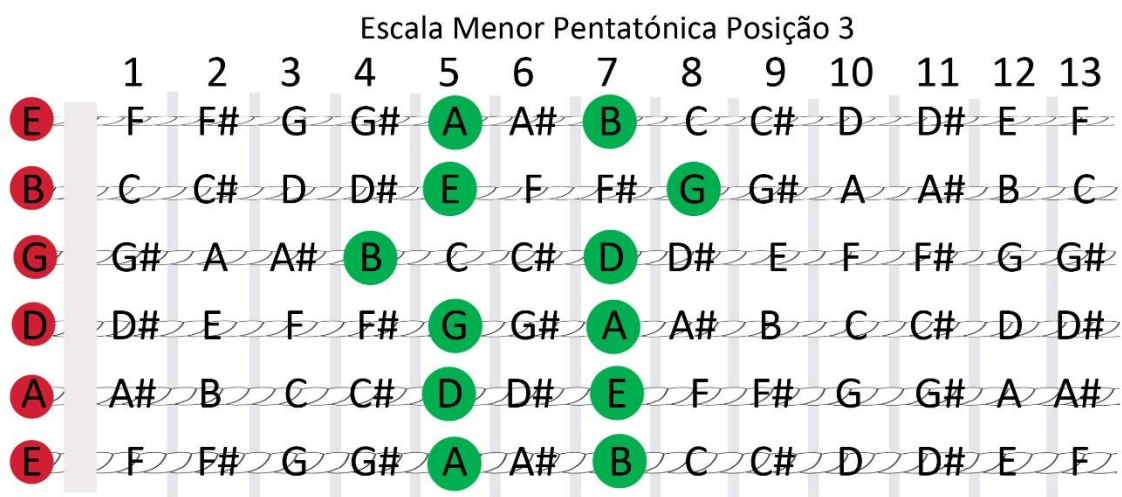 Escala Menor Pentatónica Posição 3
1 2 3 4 5 6 7 8 9 10 11 12 13
E F F# G G# A A# B C C# D D# E F
B C C# D D# E F F# G G# A A# B C
G G# A A# B C C# D D# E F F# G G#
D D# E F F# G G# A A# B C C# D D#
A A# B C C# D D# E F F# G G# A A#
E F F# G G# A A# B C C# D D# E F